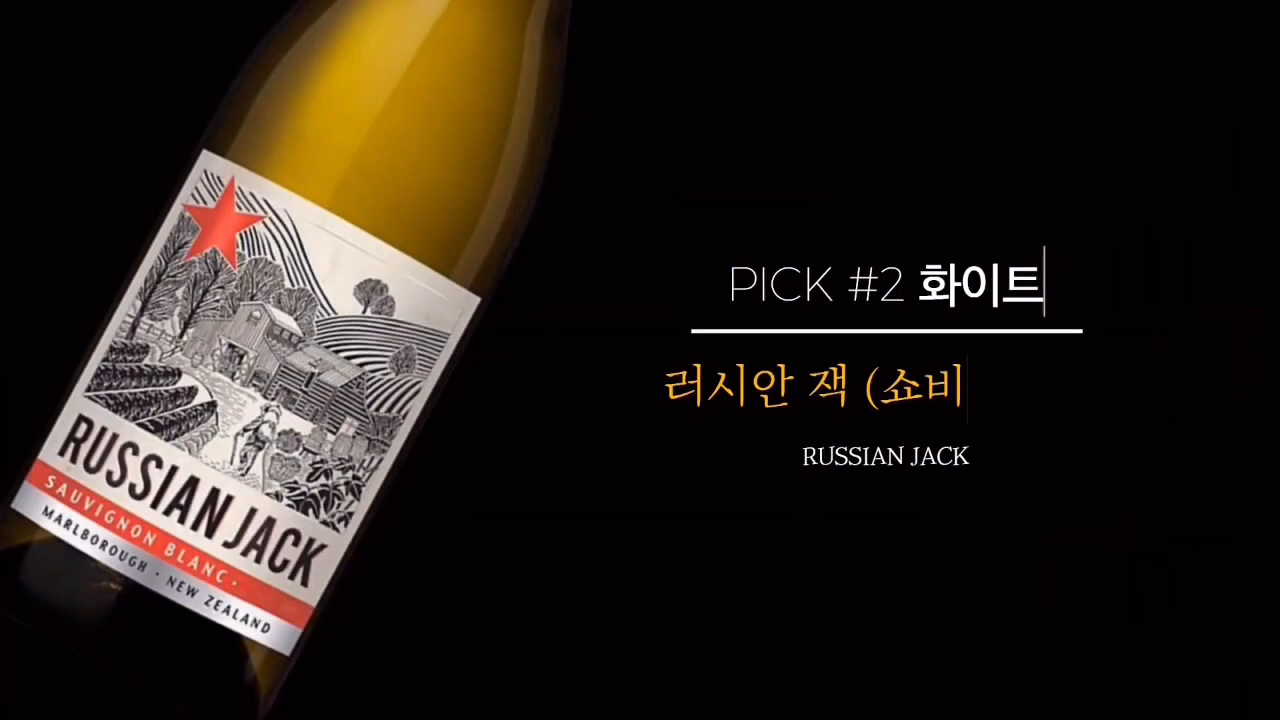 PICK #2 화이트
러시안 잭 (쇼비
RUSSIAN JACK
RUSSIAN JACK
SAUVIGNON BLANC ·
MARLBOROUGH · NEW ZEALAND